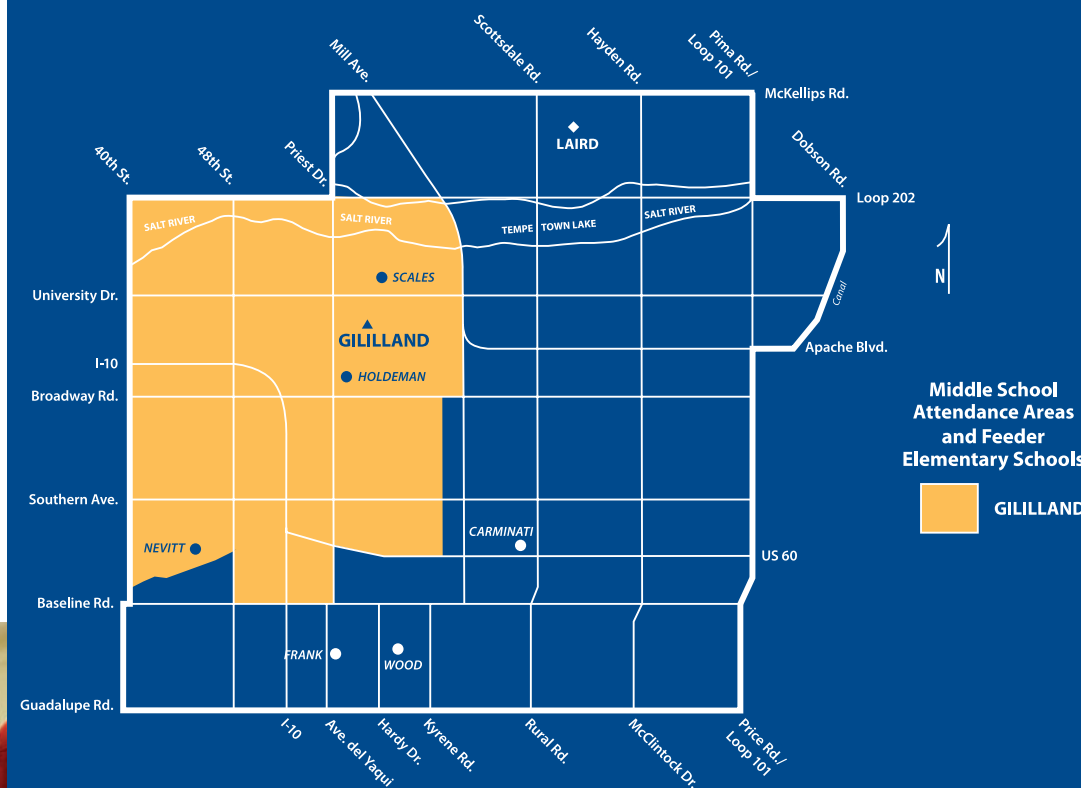 Mill Ave.
Scottsdale Rd.
Hayden Rd.
Pima Rd./
Loop 101
McKellips Rd.
LAIRD
40th St.
48th St.
Priest Dr.
Dobson Rd.
Loop 202
SALT RIVER
SALT RIVER
TEMPE TOWN LAKE
SALT RIVER
SCALES
N
University Dr.
Canal
GILILLAND
Apache Blvd.
I-10
HOLDEMAN
Broadway Rd.
Middle School
Attendance Areas
and Feeder
Elementary Schools
Southern Ave.
GILILLAND
CARMINATI
NEVITT
US 60
Baseline Rd.
FRANK
WOOD
Guadalupe Rd.
I-10
Ave. del Yaqui
Hardy Dr.
Kyrene Rd.
Rural Rd.
McClintock Dr.
Price Rd./
Loop 101